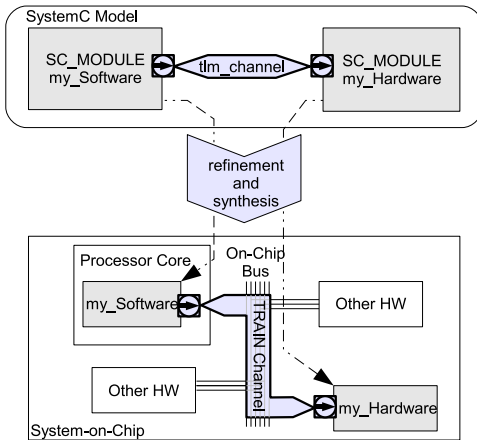 SystemC Model
SC_MODULE
my_Software
tlm_channel
SC_MODULE
my_Hardware
refinement
and
synthesis
Processor Core
On-Chip
Bus
my_Software
TRAIN Channel
Other HW
Other HW
my_Hardware
System-on-Chip